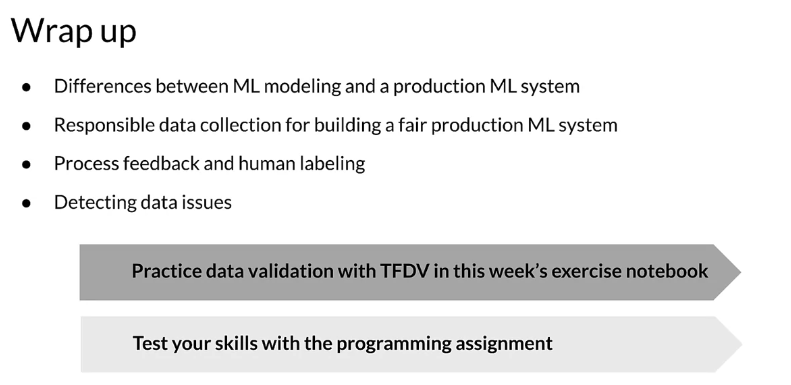 Wrap up
● Differences between ML modeling and a production ML system
● Responsible data collection for building a fair production ML system
● Process feedback and human labeling
● Detecting data issues
Practice data validation with TFDV in this week's exercise notebook
Test your skills with the programming assignment